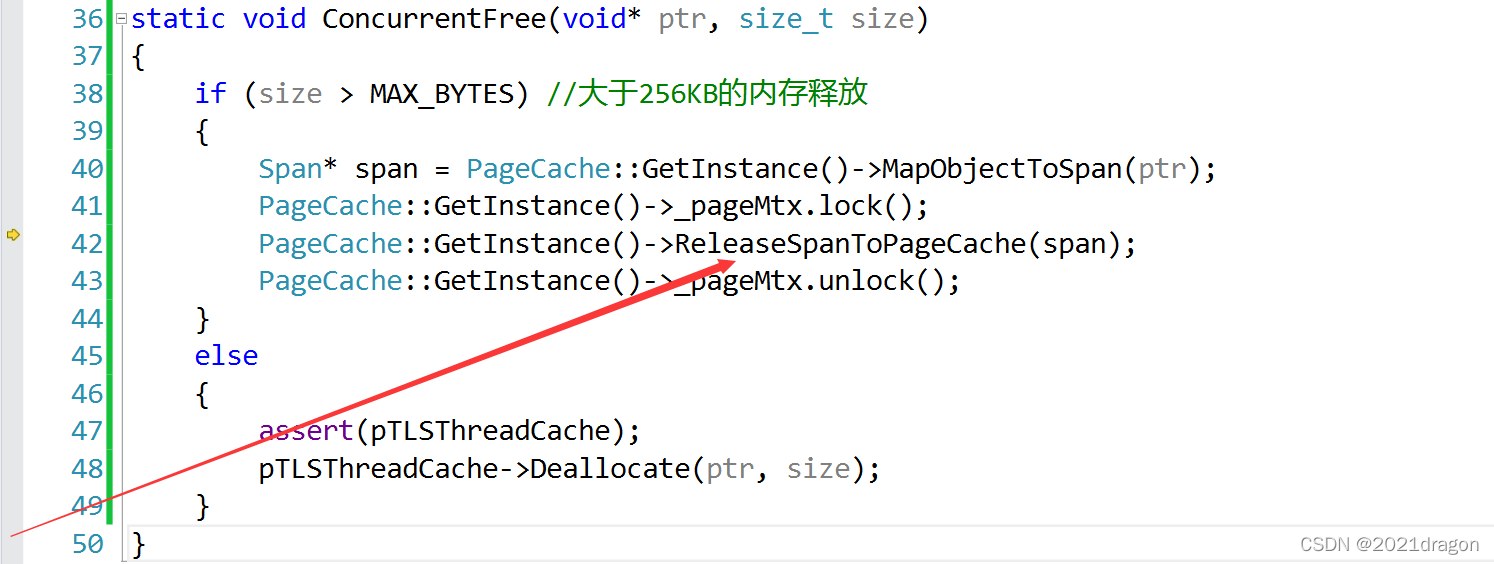 36 static void ConcurrentFree(void* ptr, size_t size)
37 {
38 if (size > MAX_BYTES) //大于256KB的内存释放
39 {
40 Span* span = PageCache::GetInstance()->MapObjectToSpan(ptr);
41 PageCache::GetInstance()->_pageMtx.lock();
42 PageCache::GetInstance()->ReleaseSpanToPageCache(span);
43 PageCache::GetInstance()->_pageMtx.unlock();
44 }
45 else
46 {
47 assert(pTLSThreadCache);
48 pTLSThreadCache->Deallocate(ptr, size);
49 }
50 }
CSDN @2021dragon